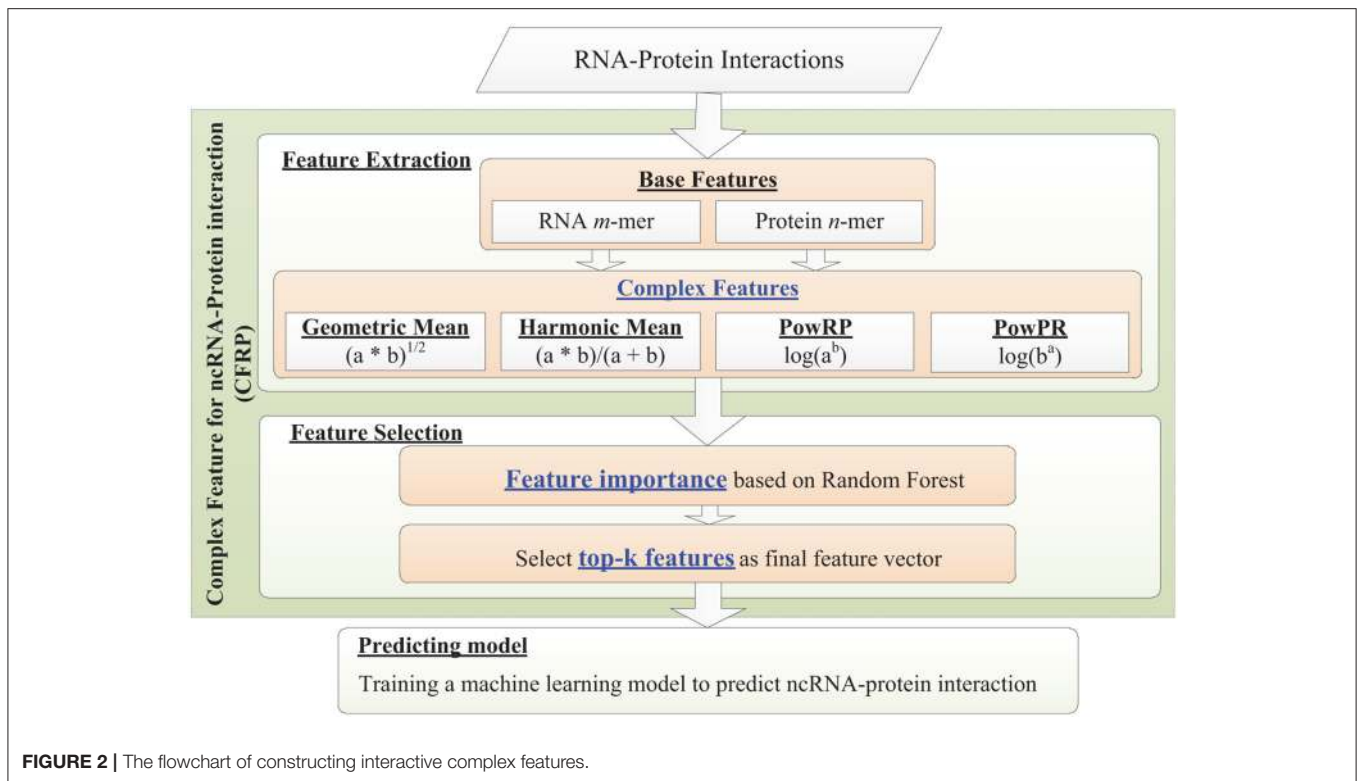 RNA-Protein Interactions
Complex Feature for ncRNA-Protein interaction
(CFRP)
Feature Extraction
Base Features
RNA m-mer
Protein n-mer
Complex Features
Geometric Mean
(a * b)^1/2
Harmonic Mean
(a * b)/(a + b)
PowRP
log(a^b)
PowPR
log(b^a)
Feature Selection
Feature importance based on Random Forest
Select top-k features as final feature vector
Predicting model
Training a machine learning model to predict ncRNA-protein interaction
FIGURE 2 | The flowchart of constructing interactive complex features.